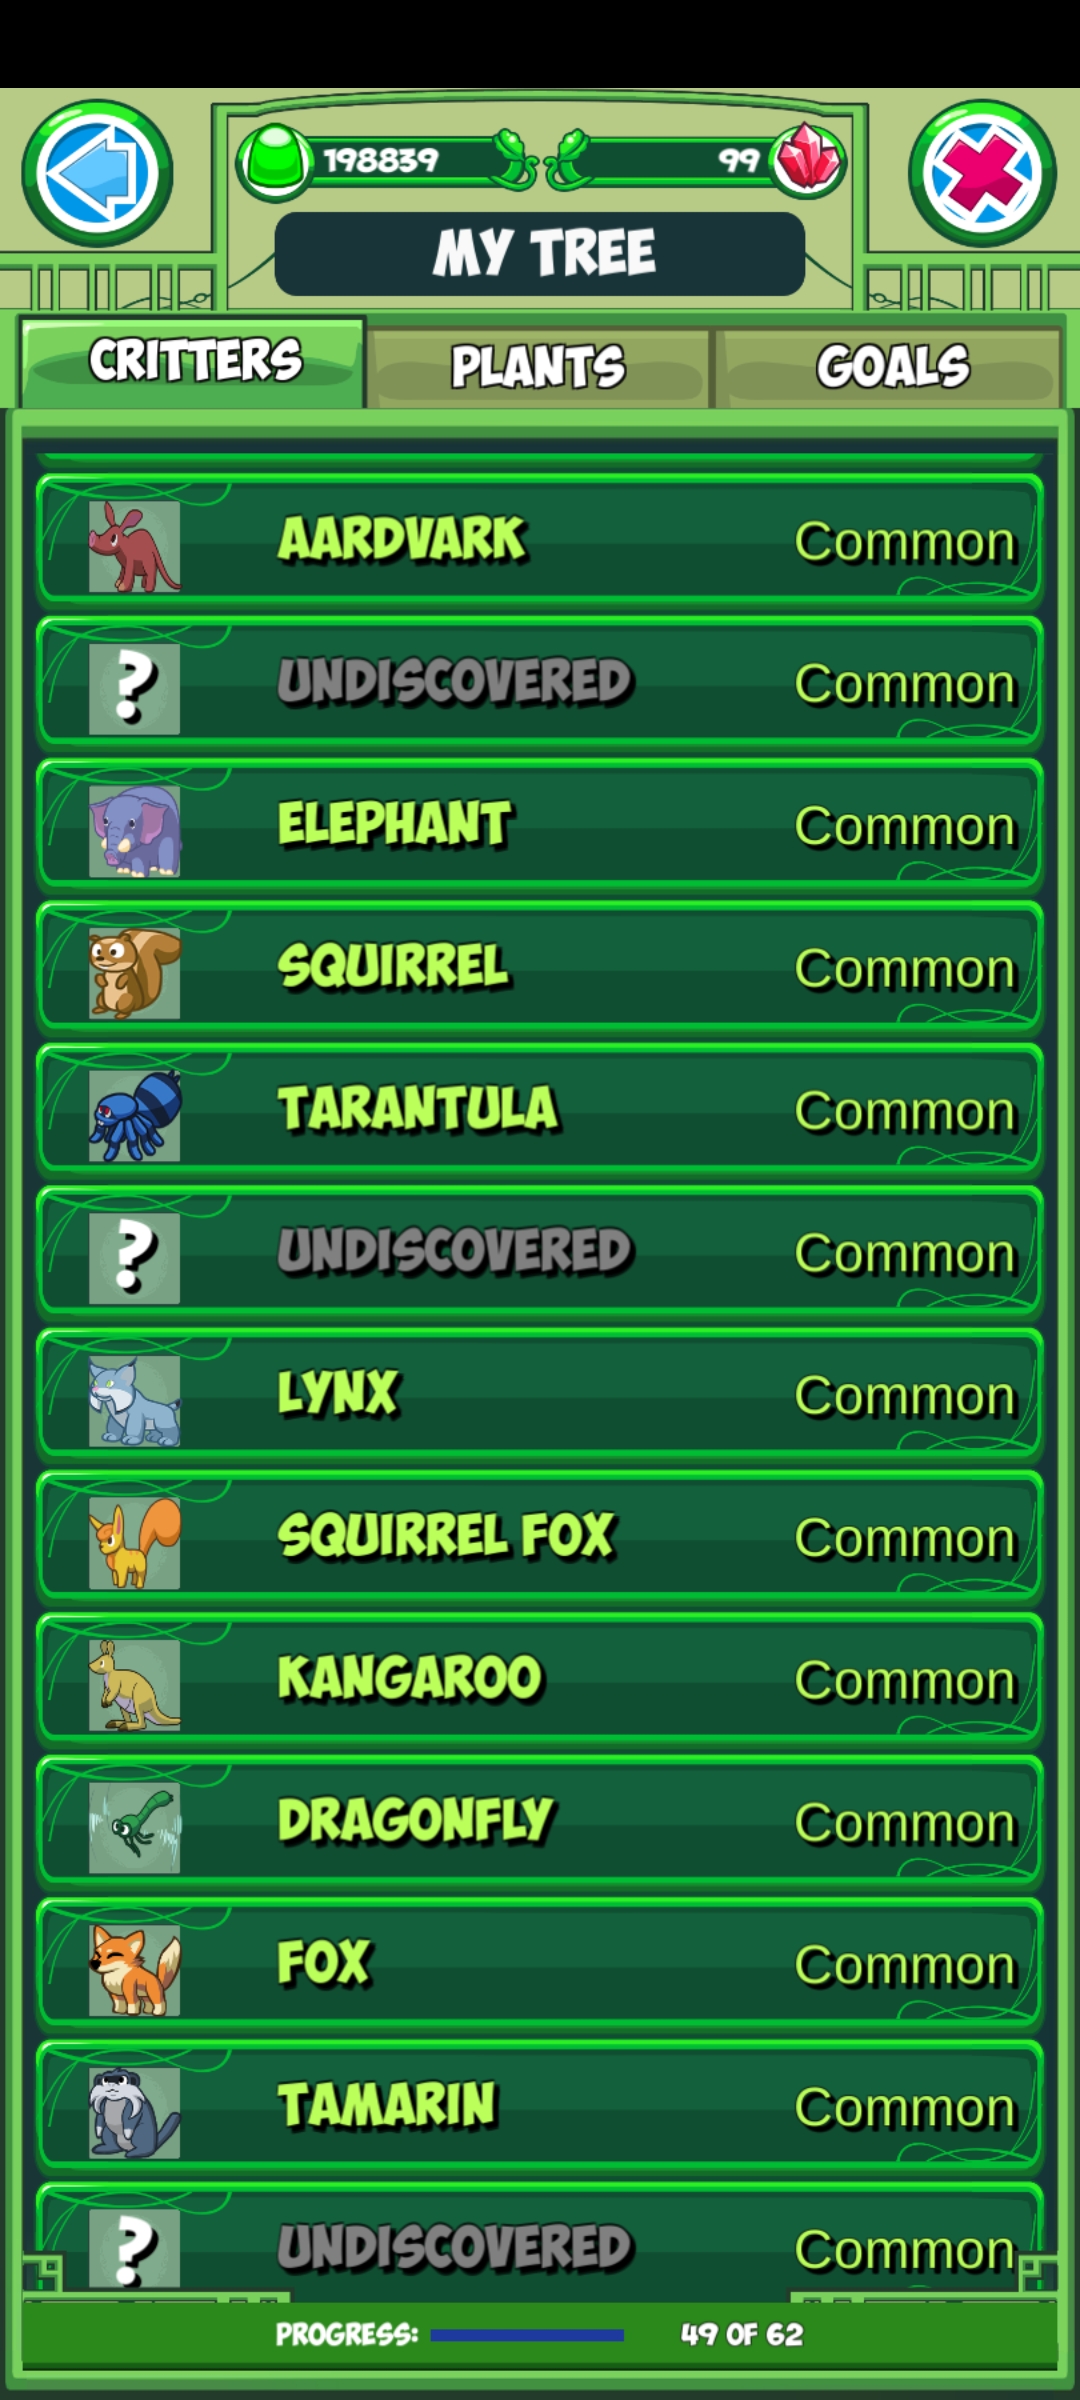 198839
99
MY TREE
CRITTERS
PLANTS
GOALS
AARDVARK Common
? UNDISCOVERED Common
ELEPHANT Common
SQUIRREL Common
TARANTULA Common
? UNDISCOVERED Common
LYNX Common
SQUIRREL FOX Common
KANGAROO Common
DRAGONFLY Common
FOX Common
TAMARIN Common
? UNDISCOVERED Common
PROGRESS: 49 OF 62